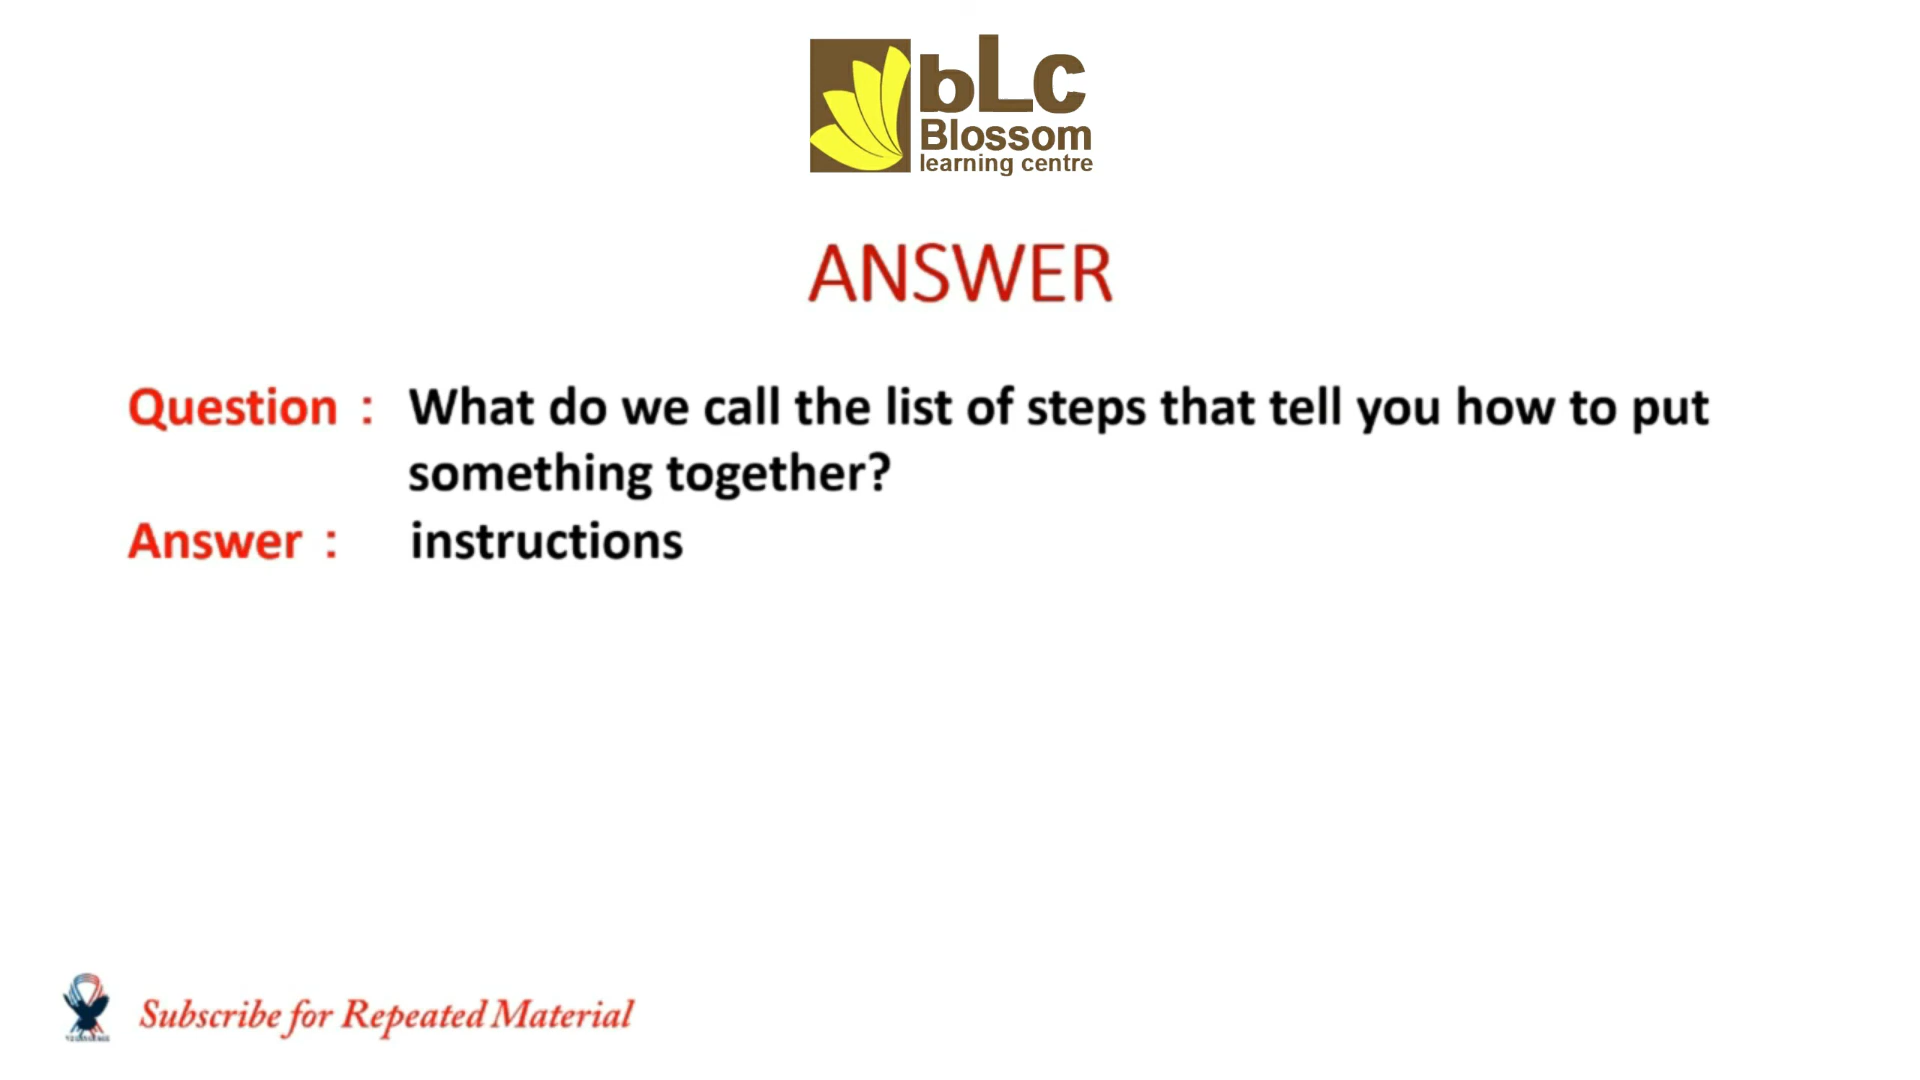 bLC
Blossom
learning centre
ANSWER
Question : What do we call the list of steps that tell you how to put
something together?
Answer : instructions
Subscribe for Repeated Material